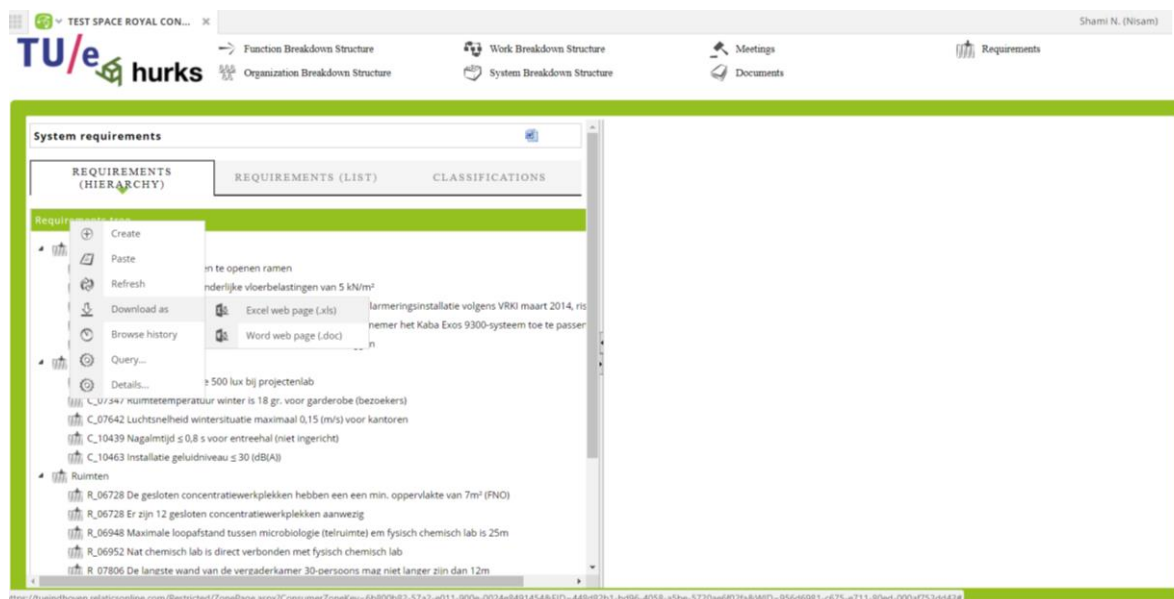 TEST SPACE ROYAL CON...
Shami N. (Nisam)
TU/e hurks
Function Breakdown Structure
Work Breakdown Structure
Meetings
Requirements
Organization Breakdown Structure
System Breakdown Structure
Documents
System requirements
REQUIREMENTS (HIERARCHY)
REQUIREMENTS (LIST)
CLASSIFICATIONS
Requirements tree
Create
Paste
Refresh
Download as
Browse history
Query...
Details...
Excel web page (.xls)
Word web page (.doc)
en te openen ramen
nderlijke vloerbelastingen van 5 kN/m²
larmeringsinstallatie volgens VRKI maart 2014, ris
nemer het Kaba Exos 9300-systeem toe te passer
500 lux bij projectenlab
C_07347 Ruimtetemperatuur winter is 18 gr. voor garderobe (bezoekers)
C_07642 Luchtsnelheid wintersituatie maximaal 0,15 (m/s) voor kantoren
C_10439 Nagalmtijd ≤ 0,8 s voor entreehal (niet ingericht)
C_10463 Installatie geluidniveau ≤ 30 (dB(A))
Ruimten
R_06728 De gesloten concentratiewerkplekken hebben een een min. oppervlakte van 7m² (FNO)
R_06728 Er zijn 12 gesloten concentratiewerkplekken aanwezig
R_06948 Maximale loopafstand tussen microbiologie (telruimte) em fysisch chemisch lab is 25m
R_06952 Nat chemisch lab is direct verbonden met fysisch chemisch lab
R_07806 De langste wand van de vergaderkamer 30-persoons mag niet langer zijn dan 12m